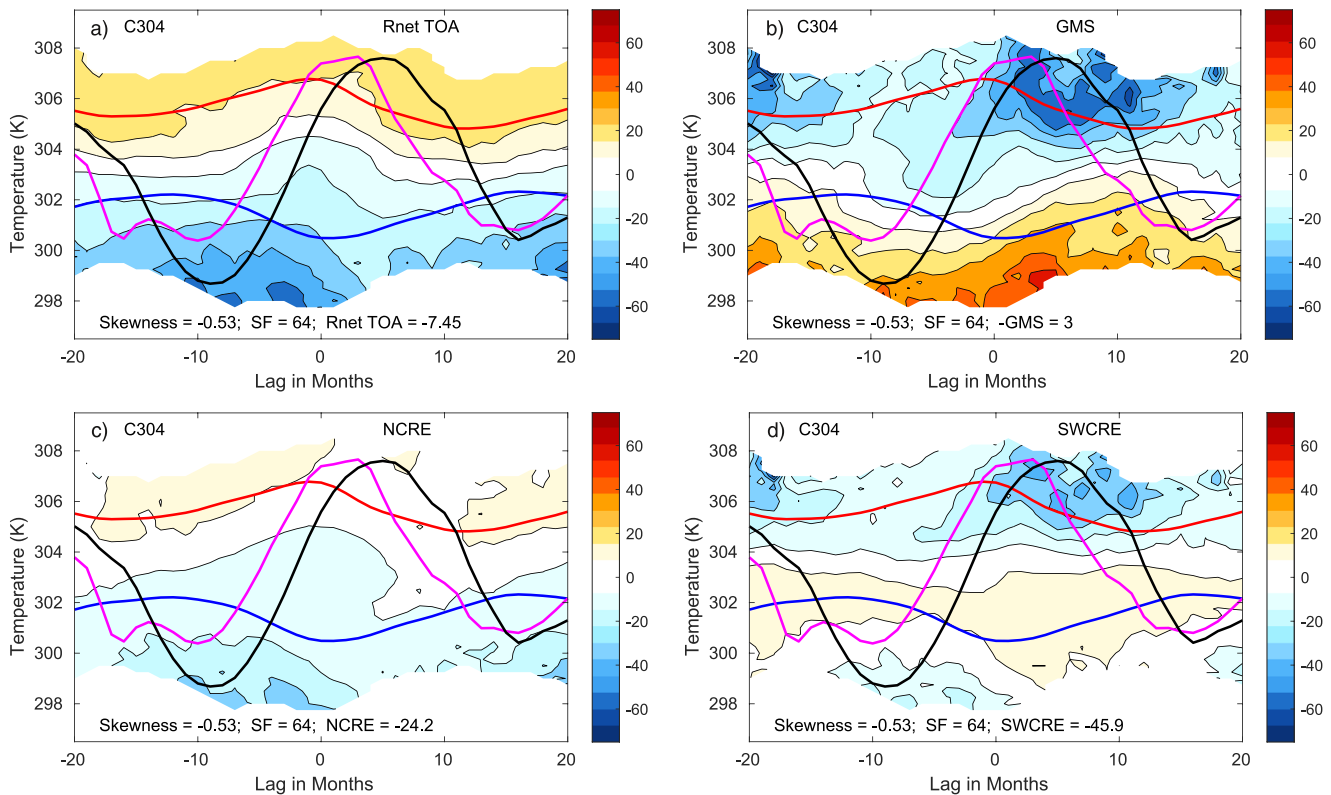 a) C304 Rnet TOA
308
306
304
302
300
298
Temperature (K)
Skewness = -0.53; SF = 64; Rnet TOA = -7.45
-20 -10 0 10 20
Lag in Months
60
40
20
0
-20
-40
-60
b) C304 GMS
308
306
304
302
300
298
Temperature (K)
Skewness = -0.53; SF = 64; -GMS = 3
-20 -10 0 10 20
Lag in Months
60
40
20
0
-20
-40
-60
c) C304 NCRE
308
306
304
302
300
298
Temperature (K)
Skewness = -0.53; SF = 64; NCRE = -24.2
-20 -10 0 10 20
Lag in Months
60
40
20
0
-20
-40
-60
d) C304 SWCRE
308
306
304
302
300
298
Temperature (K)
Skewness = -0.53; SF = 64; SWCRE = -45.9
-20 -10 0 10 20
Lag in Months
60
40
20
0
-20
-40
-60